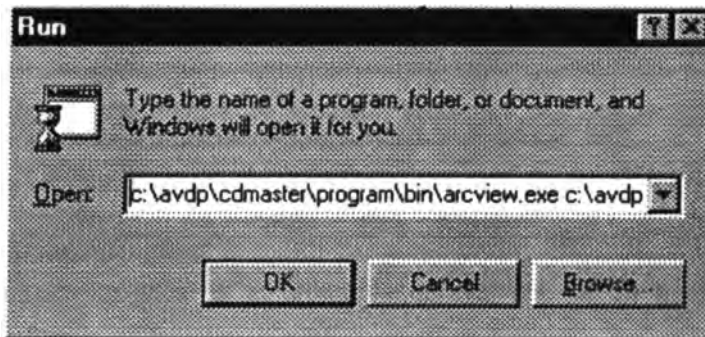 Run
Type the name of a program, folder, or document, and
Windows will open it for you.
Open: c:\avdp\cdmaster\program\bin\arcview.exe c:\avdp
OK Cancel Browse...